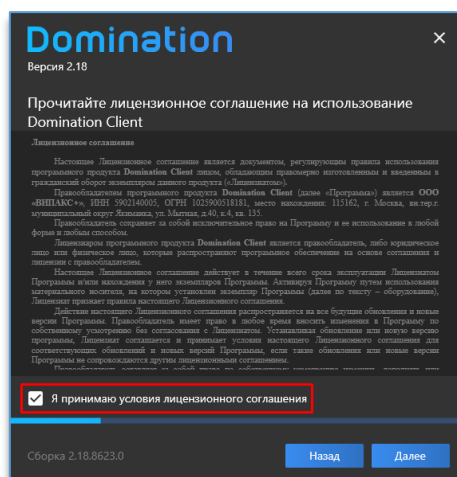 Domination
Версия 2.18
Прочитайте лицензионное соглашение на использование
Domination Client
Лицензионное соглашение
Настоящее Лицензионное соглашение является документом, регулирующим правила использования
программного продукта Domination Client лицом, обладающим правомерно изготовленным и введенным в
гражданский оборот экземпляром данного продукта («Лицензиатом»).
Правообладателем программного продукта Domination Client (далее «Программа») является ООО
«ВИПАКС+», ИНН 5902140005, ОГРН 1025900518181, место нахождения: 115162, г. Москва, вн.тер.г.
муниципальный округ Якиманка, ул. Мытная, д.40, к.4, кв. 135.
Правообладатель сохраняет за собой исключительное право на Программу и ее использование в любой
форме и любым способом.
Лицензиаром программного продукта Domination Client является правообладатель, либо юридическое
лицо или физическое лицо, которые распространяют программное обеспечение на основе соглашения и
лицензии с правообладателем.
Настоящее Лицензионное соглашение действует в течение всего срока эксплуатации Лицензиатом
Программы и/или нахождения у него экземпляров Программы. Активируя Программу путем использования
материального носителя, на котором установлен экземпляр Программы (далее по тексту – оборудование),
Лицензиат признает правила настоящего Лицензионного соглашения.
Действие настоящего Лицензионного соглашения распространяется на все будущие обновления и новые
версии Программы. Правообладатель имеет право в любое время вносить изменения в Программу по
собственному усмотрению без согласования с Лицензиатом. Устанавливая обновления или новую версию
программы, Лицензиат соглашается и принимает условия настоящего Лицензионного соглашения для
соответствующих обновлений и новых версий Программы, если такие обновления или новые версии
Программы не сопровождаются другим лицензионными соглашением.
Я принимаю условия лицензионного соглашения
Сборка 2.18.8623.0
Назад
Далее